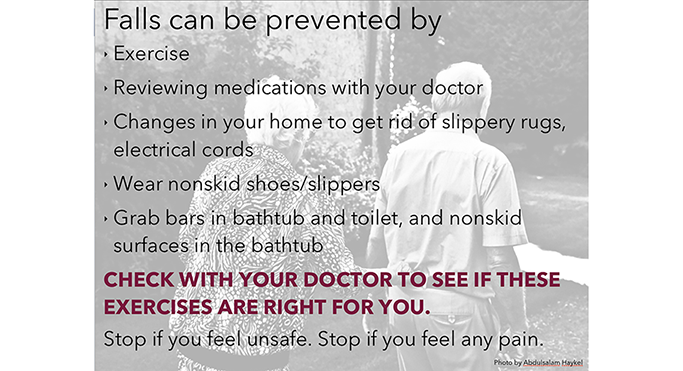 Falls can be prevented by
‣ Exercise
‣ Reviewing medications with your doctor
‣ Changes in your home to get rid of slippery rugs,
electrical cords
‣ Wear nonskid shoes/slippers
‣ Grab bars in bathtub and toilet, and nonskid
surfaces in the bathtub
CHECK WITH YOUR DOCTOR TO SEE IF THESE
EXERCISES ARE RIGHT FOR YOU.
Stop if you feel unsafe. Stop if you feel any pain.
Photo by Abdulsalam Haykel